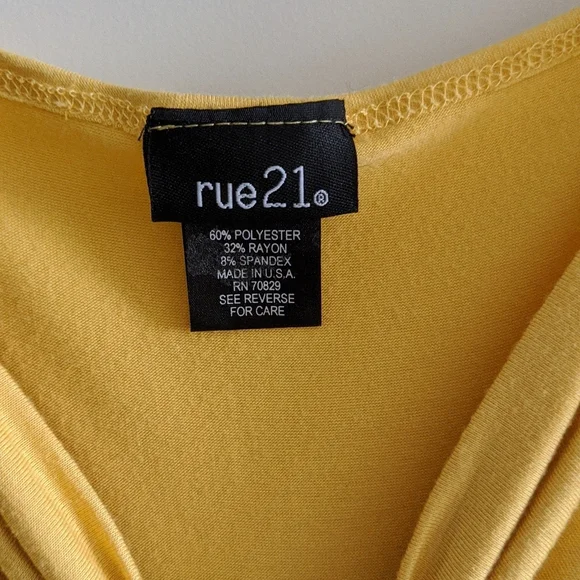 rue21®
60% POLYESTER
32% RAYON
8% SPANDEX
MADE IN U.S.A.
RN 70829
SEE REVERSE
FOR CARE